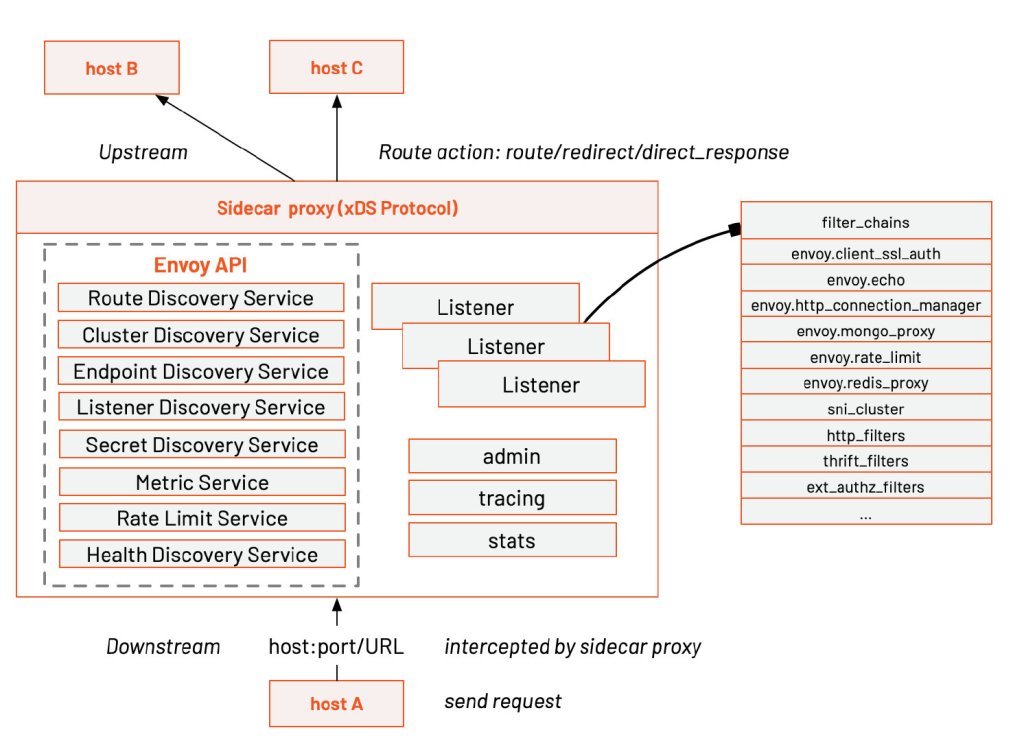 host B
host C
Upstream
Route action: route/redirect/direct_response
Sidecar proxy (xDS Protocol)
Envoy API
Route Discovery Service
Cluster Discovery Service
Endpoint Discovery Service
Listener Discovery Service
Secret Discovery Service
Metric Service
Rate Limit Service
Health Discovery Service
Listener
Listener
Listener
admin
tracing
stats
filter_chains
envoy.client_ssl_auth
envoy.echo
envoy.http_connection_manager
envoy.mongo_proxy
envoy.rate_limit
envoy.redis_proxy
sni_cluster
http_filters
thrift_filters
ext_authz_filters
...
Downstream
host:port/URL
intercepted by sidecar proxy
host A
send request